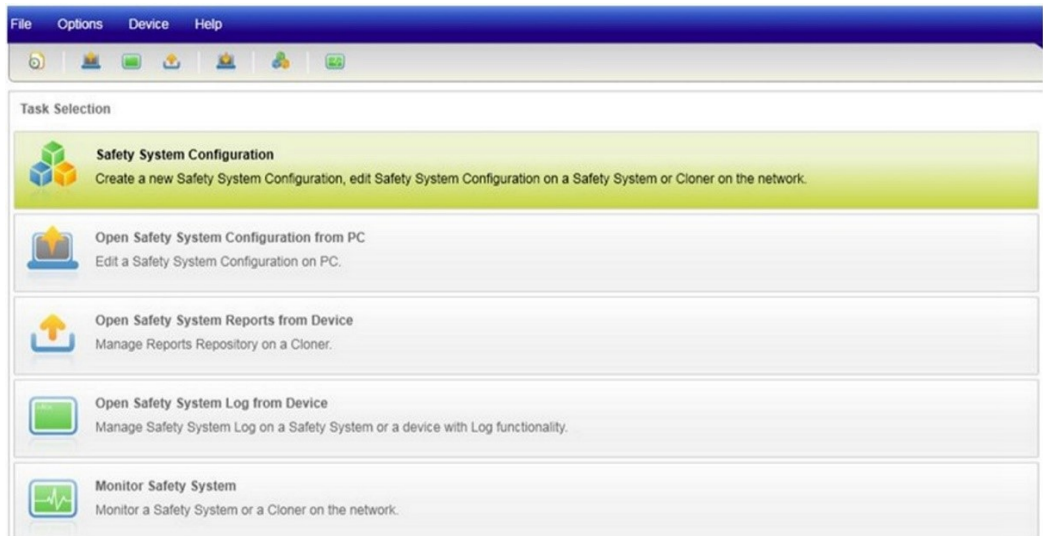 File Options Device Help
Task Selection
Safety System Configuration
Create a new Safety System Configuration, edit Safety System Configuration on a Safety System or Cloner on the network.
Open Safety System Configuration from PC
Edit a Safety System Configuration on PC.
Open Safety System Reports from Device
Manage Reports Repository on a Cloner.
Open Safety System Log from Device
Manage Safety System Log on a Safety System or a device with Log functionality.
Monitor Safety System
Monitor a Safety System or a Cloner on the network.